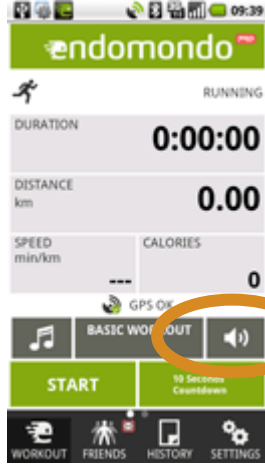 09:39
endomondo PRO
RUNNING
DURATION
0:00:00
DISTANCE
km
0.00
SPEED
min/km
---
CALORIES
0
GPS OK
BASIC WORKOUT
START
10 Seconds
Countdown
WORKOUT
FRIENDS
HISTORY
SETTINGS